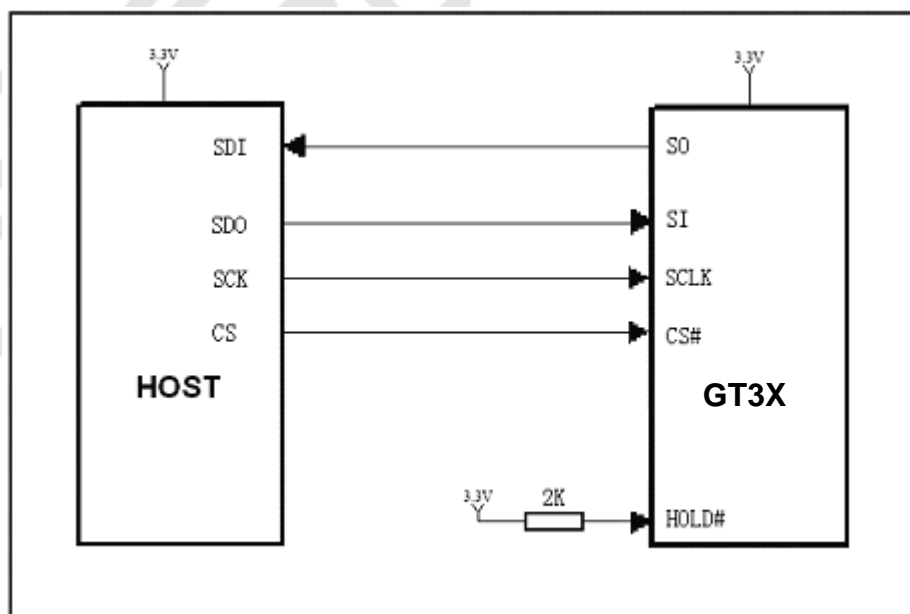 3.3V 3.3V
SDI SO
SDO SI
SCK SCLK
CS CS#
HOST GT3X
3.3V 2K HOLD#